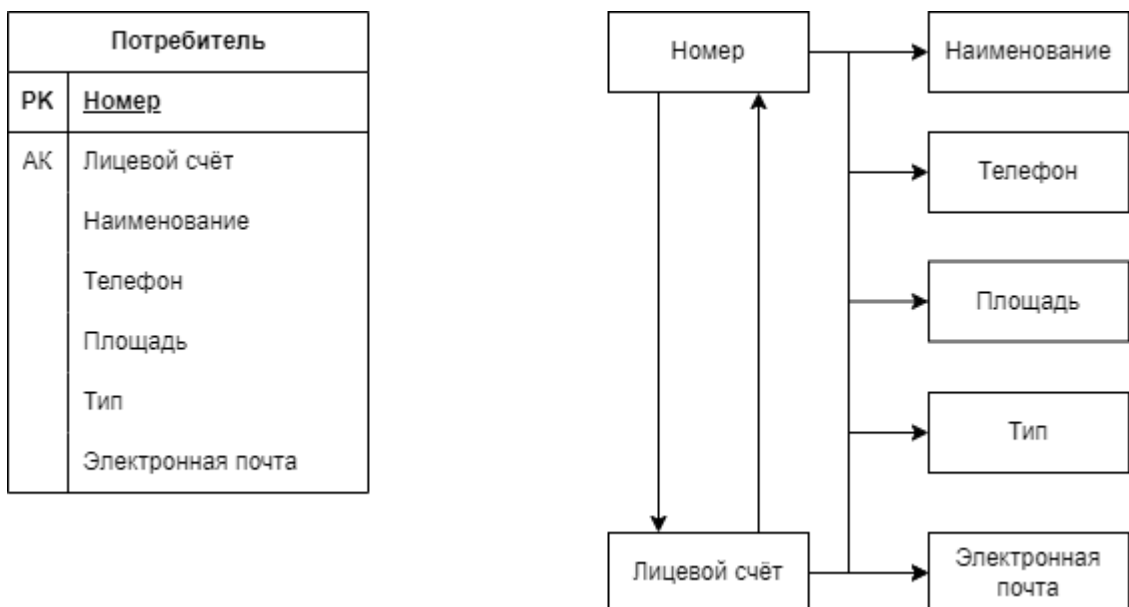 Потребитель
PK Номер
АК Лицевой счёт
Наименование
Телефон
Площадь
Тип
Электронная почта
Номер
Наименование
Телефон
Площадь
Тип
Лицевой счёт
Электронная
почта